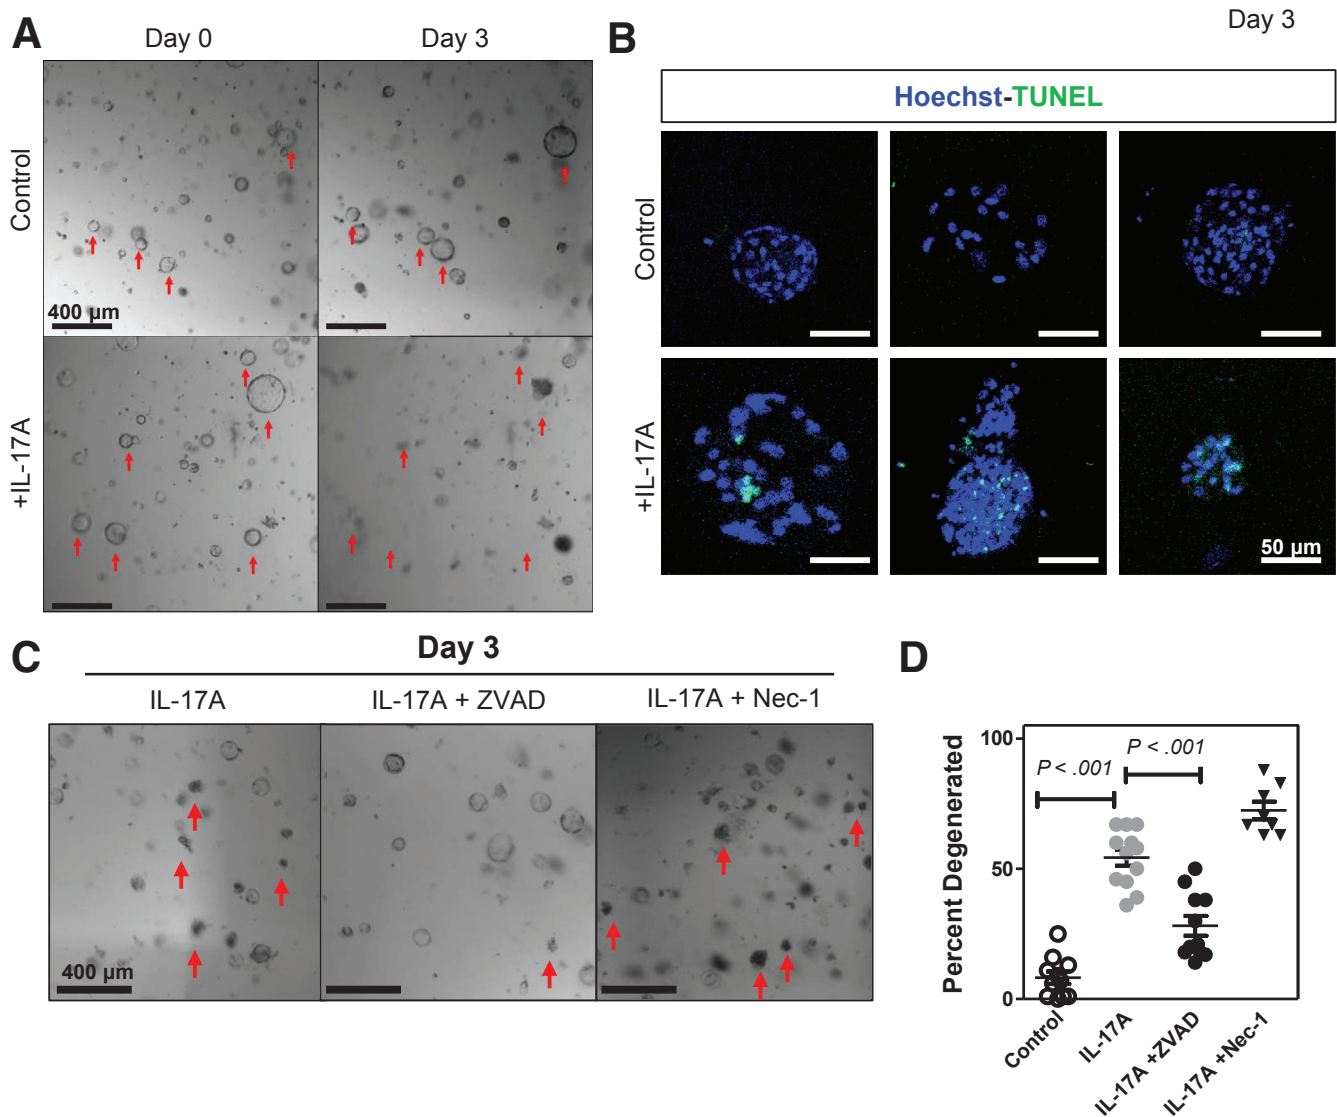 A
Day 0
Day 3
Control
400 µm
+IL-17A
B
Day 3
Hoechst-TUNEL
Control
+IL-17A
50 µm
C
Day 3
IL-17A
IL-17A + ZVAD
IL-17A + Nec-1
400 µm
D
Percent Degenerated
100
50
0
P < .001
P < .001
Control
IL-17A
IL-17A +ZVAD
IL-17A +Nec-1